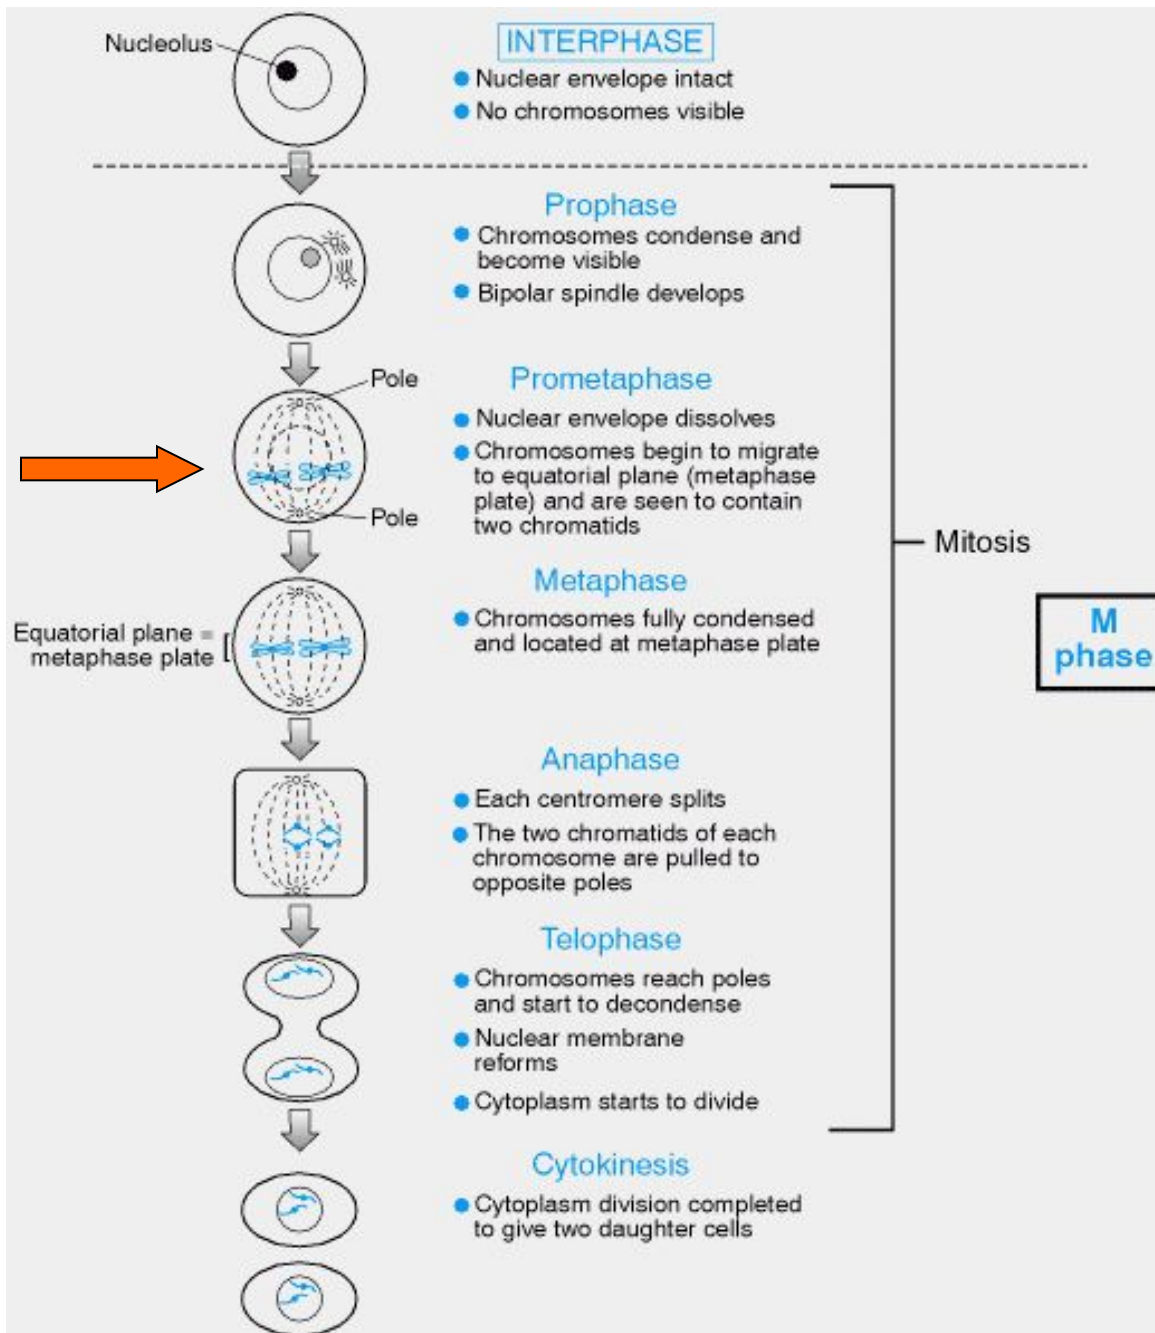 Nucleolus
INTERPHASE
Nuclear envelope intact
No chromosomes visible
Prophase
Chromosomes condense and
become visible
Bipolar spindle develops
Pole
Prometaphase
Nuclear envelope dissolves
Chromosomes begin to migrate
to equatorial plane (metaphase
plate) and are seen to contain
two chromatids
Pole
Mitosis
Metaphase
Chromosomes fully condensed
and located at metaphase plate
Equatorial plane =
metaphase plate
M
phase
Anaphase
Each centromere splits
The two chromatids of each
chromosome are pulled to
opposite poles
Telophase
Chromosomes reach poles
and start to decondense
Nuclear membrane
reforms
Cytoplasm starts to divide
Cytokinesis
Cytoplasm division completed
to give two daughter cells